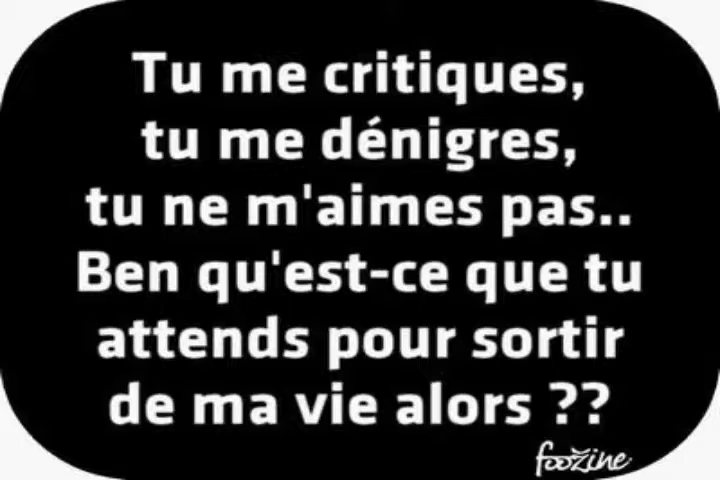 Tu me critiques,
tu me dénigres,
tu ne m'aimes pas..
Ben qu'est-ce que tu
attends pour sortir
de ma vie alors ??
foozine